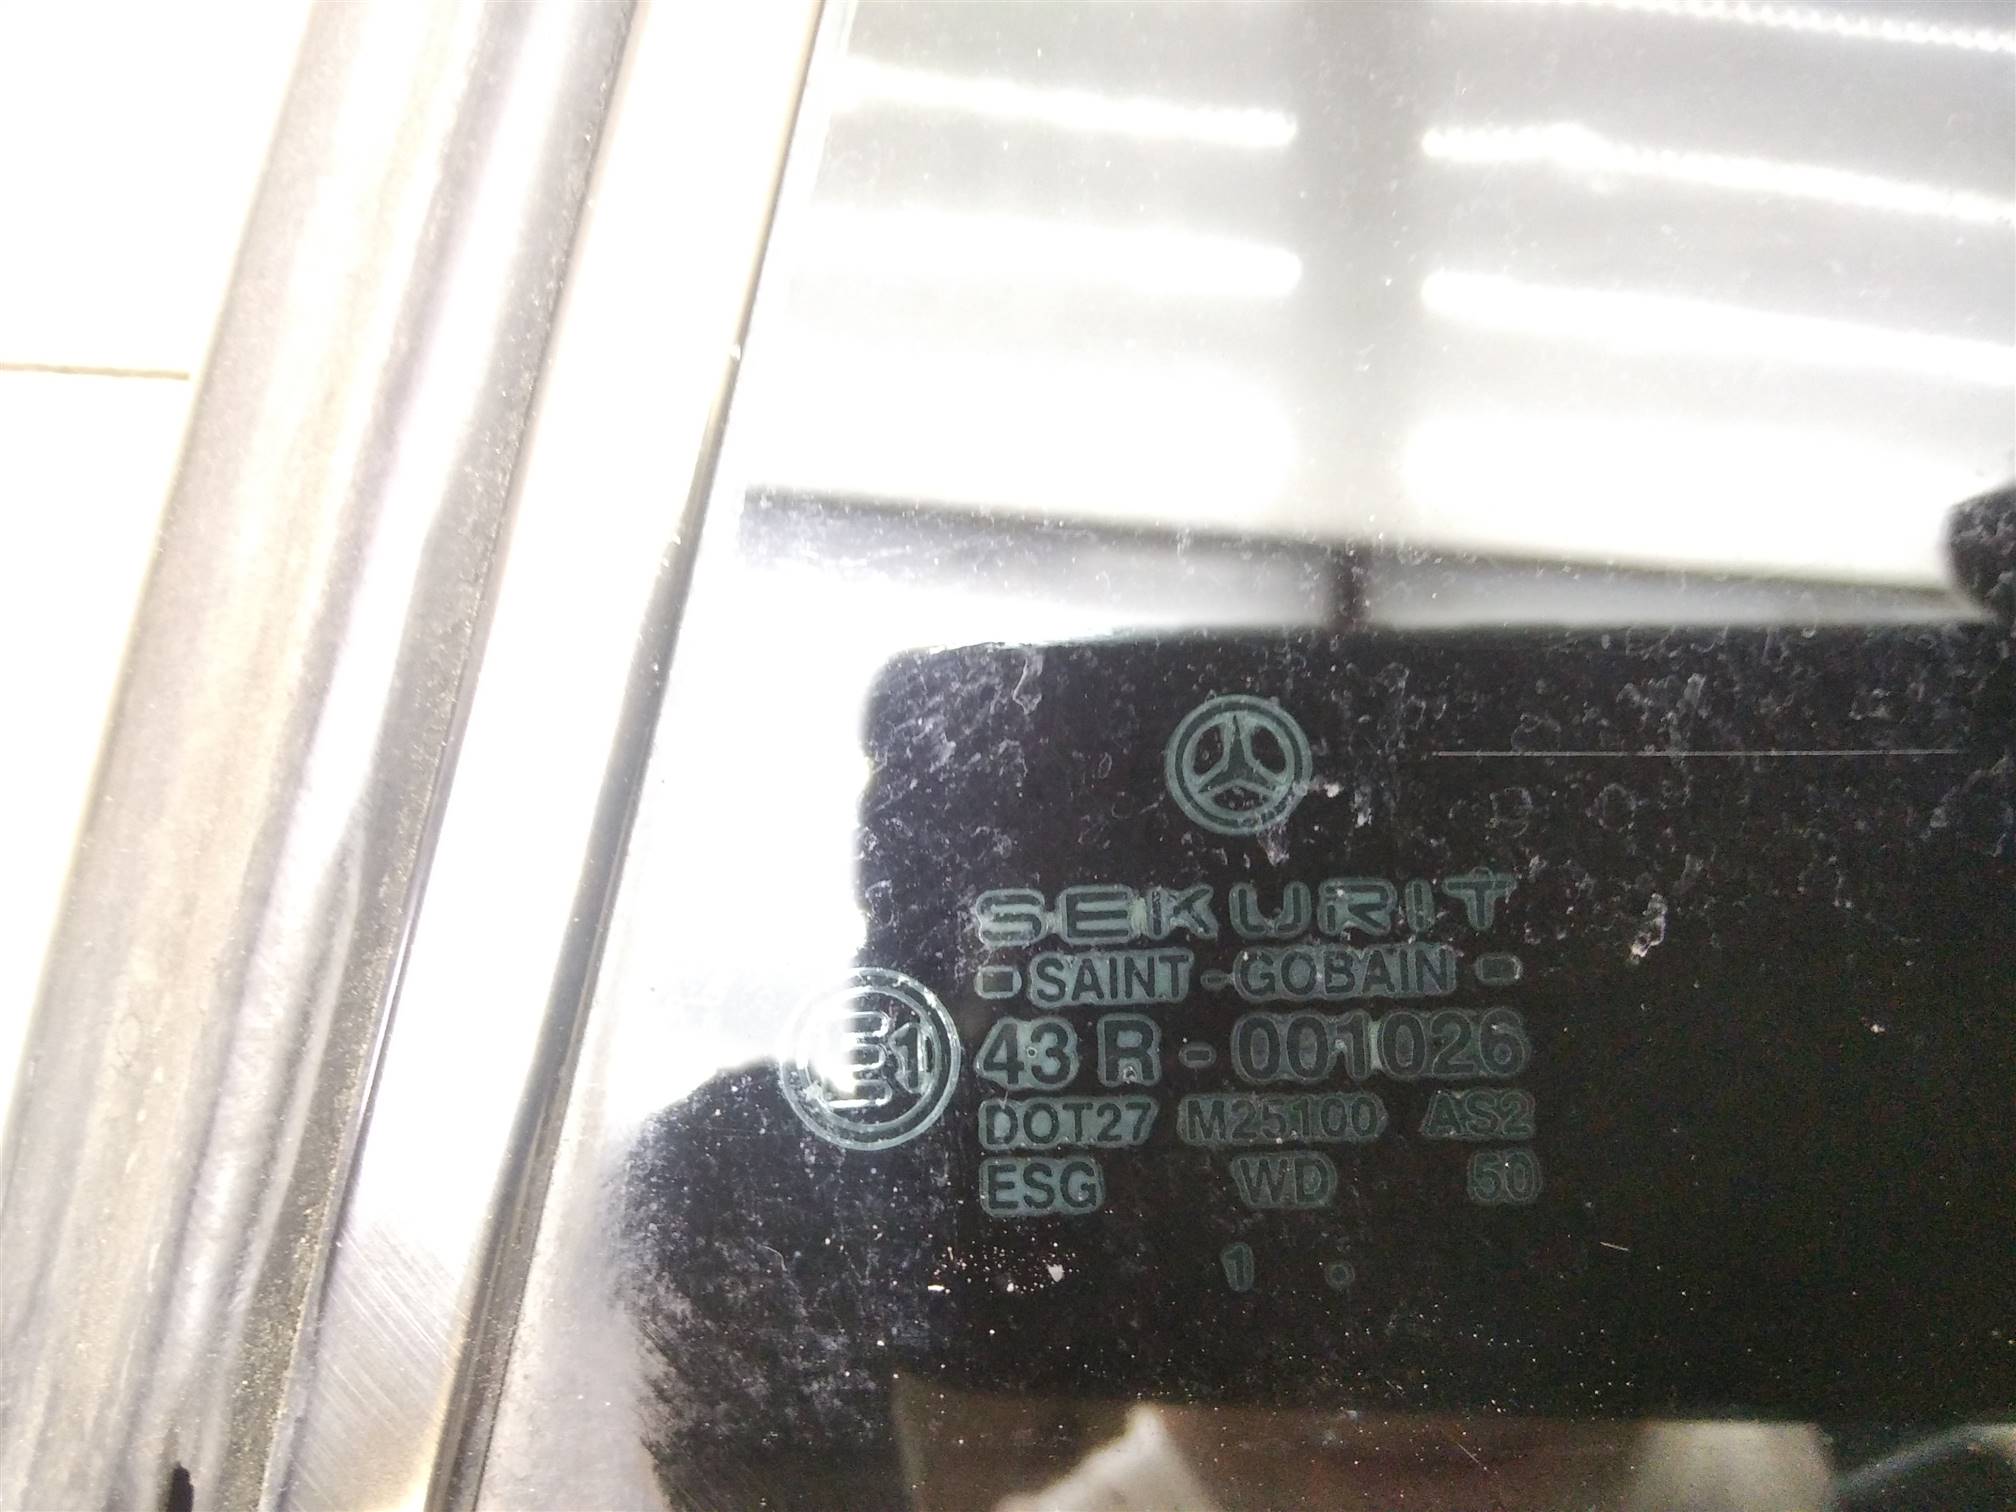 SEKURIT
- SAINT - GOBAIN -
E1 43 R - 001026
DOT27 M25100 AS2
ESG WD 50
1 .